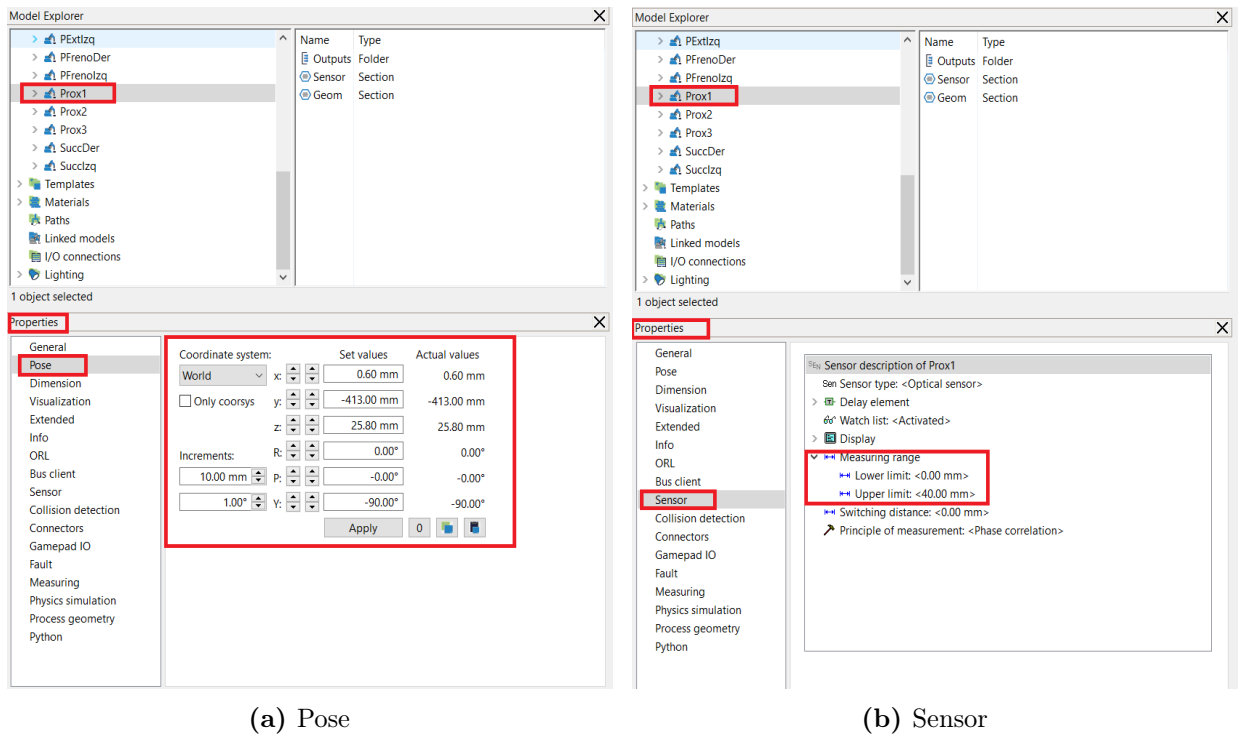 Model Explorer
PExtIzq
PFrenoDer
PFrenoIzq
Prox1
Prox2
Prox3
SuccDer
SuccIzq
Templates
Materials
Paths
Linked models
I/O connections
Lighting
Name Type
Outputs Folder
Sensor Section
Geom Section
1 object selected
Properties
General
Pose
Dimension
Visualization
Extended
Info
ORL
Bus client
Sensor
Collision detection
Connectors
Gamepad IO
Fault
Measuring
Physics simulation
Process geometry
Python
Coordinate system: Set values Actual values
World x: 0.60 mm 0.60 mm
Only coorsys y: -413.00 mm -413.00 mm
z: 25.80 mm 25.80 mm
Increments: R: 0.00° 0.00°
10.00 mm P: -0.00° -0.00°
1.00° Y: -90.00° -90.00°
Apply 0
(a) Pose
Model Explorer
PExtIzq
PFrenoDer
PFrenoIzq
Prox1
Prox2
Prox3
SuccDer
SuccIzq
Templates
Materials
Paths
Linked models
I/O connections
Lighting
Name Type
Outputs Folder
Sensor Section
Geom Section
1 object selected
Properties
General
Pose
Dimension
Visualization
Extended
Info
ORL
Bus client
Sensor
Collision detection
Connectors
Gamepad IO
Fault
Measuring
Physics simulation
Process geometry
Python
SEN Sensor description of Prox1
Sen Sensor type: <Optical sensor>
Delay element
Watch list: <Activated>
Display
Measuring range
Lower limit: <0.00 mm>
Upper limit: <40.00 mm>
Switching distance: <0.00 mm>
Principle of measurement: <Phase correlation>
(b) Sensor